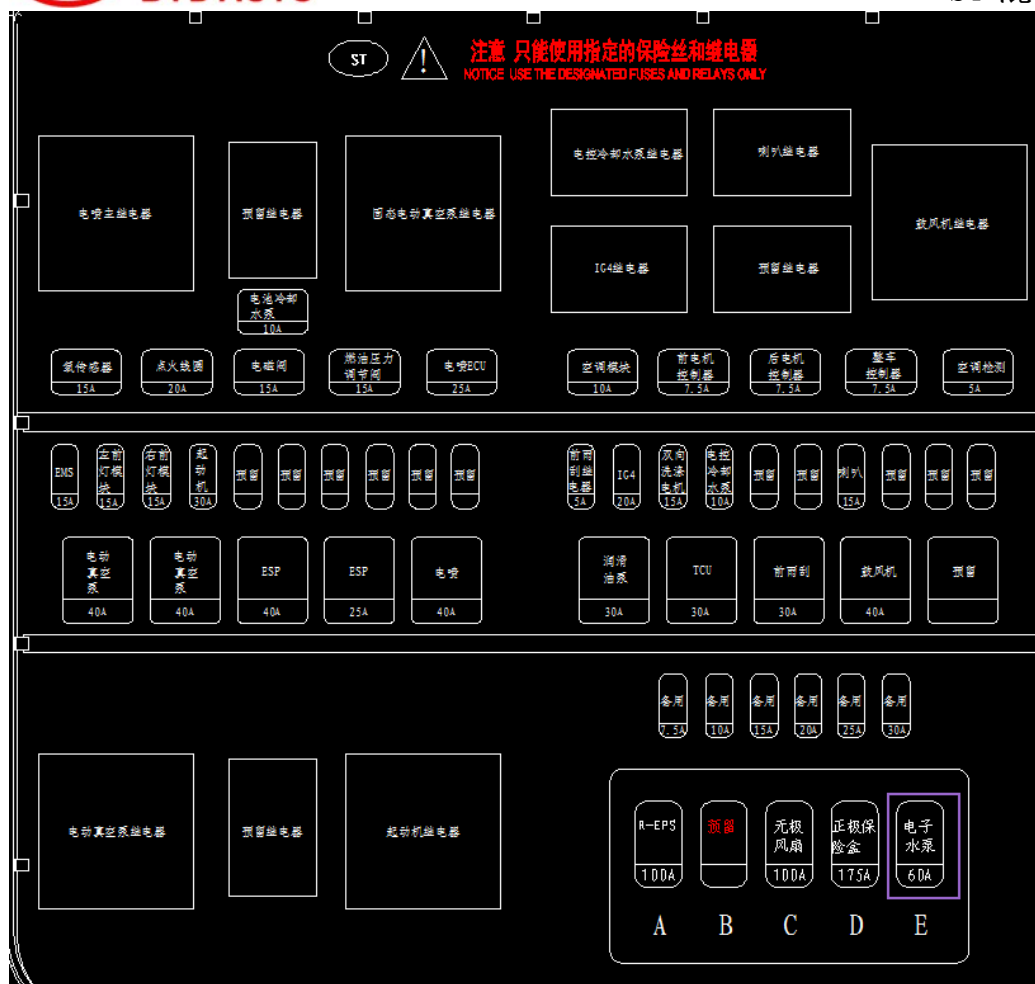 S1
注意 只能使用指定的保险丝和继电器
NOTICE USE THE DESIGNATED FUSES AND RELAYS ONLY
电喷主继电器
预留继电器
固态电动真空泵继电器
电控冷却水泵继电器
喇叭继电器
鼓风机继电器
IG4继电器
预留继电器
电池冷却
水泵
10A
氧传感器
15A
点火线圈
20A
电磁阀
15A
燃油压力
调节阀
15A
电喷ECU
25A
空调模块
10A
前电机
控制器
7.5A
后电机
控制器
7.5A
整车
控制器
7.5A
空调检测
5A
EMS
15A
左前
灯模
块
15A
右前
灯模
块
15A
起
动
机
30A
预留
预留
预留
预留
预留
预留
前雨
刮继
电器
5A
IG4
20A
双向
洗涤
电机
15A
电控
冷却
水泵
10A
预留
预留
喇叭
15A
预留
预留
预留
电动
真空
泵
40A
电动
真空
泵
40A
ESP
40A
ESP
25A
电喷
40A
润滑
油泵
30A
TCU
30A
前雨刮
30A
鼓风机
40A
预留
备用
7.5A
备用
10A
备用
15A
备用
20A
备用
25A
备用
30A
电动真空泵继电器
预留继电器
起动机继电器
R-EPS
100A
预留
无极
风扇
100A
正极保
险盒
175A
电子
水泵
60A
A
B
C
D
E